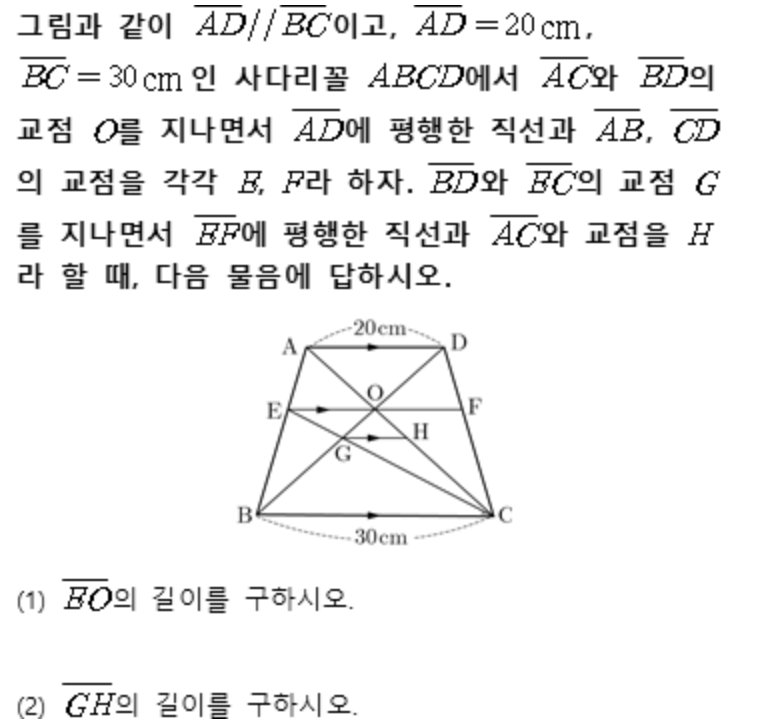 그림과 같이 AD//BC이고, AD=20cm,
BC=30cm인 사다리꼴 ABCD에서 AC와 BD의
교점 O를 지나면서 AD에 평행한 직선과 AB, CD
의 교점을 각각 E, F라 하자. BD와 EC의 교점 G
를 지나면서 EF에 평행한 직선과 AC와 교점을 H
라 할 때, 다음 물음에 답하시오.
20cm
A
D
O
E
F
H
G
B
C
30cm
(1) EO의 길이를 구하시오.
(2) GH의 길이를 구하시오.